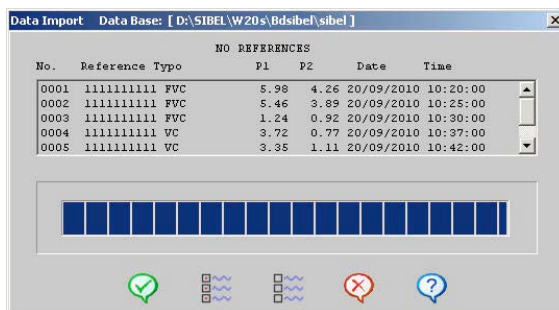 Data Import Data Base: [ D:\SIBEL\W20s\Bdsibel\sibel ]
NO REFERENCES
No. Reference Typo P1 P2 Date Time
0001 1111111111 FVC 5.98 4.26 20/09/2010 10:20:00
0002 1111111111 FVC 5.46 3.89 20/09/2010 10:25:00
0003 1111111111 FVC 1.24 0.92 20/09/2010 10:30:00
0004 1111111111 VC 3.72 0.77 20/09/2010 10:37:00
0005 1111111111 VC 3.35 1.11 20/09/2010 10:42:00